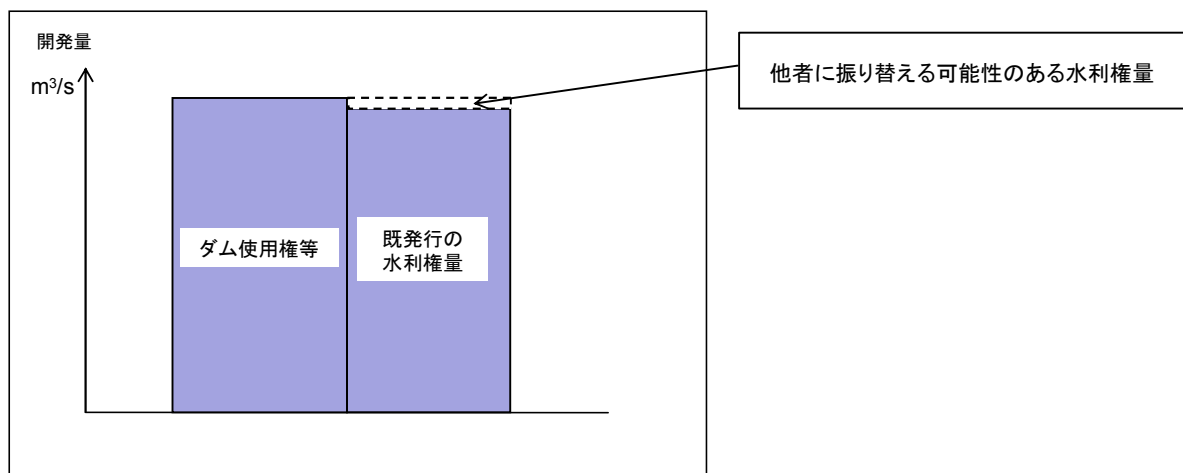 開発量
m³/s
他者に振り替える可能性のある水利権量
ダム使用権等
既発行の
水利権量